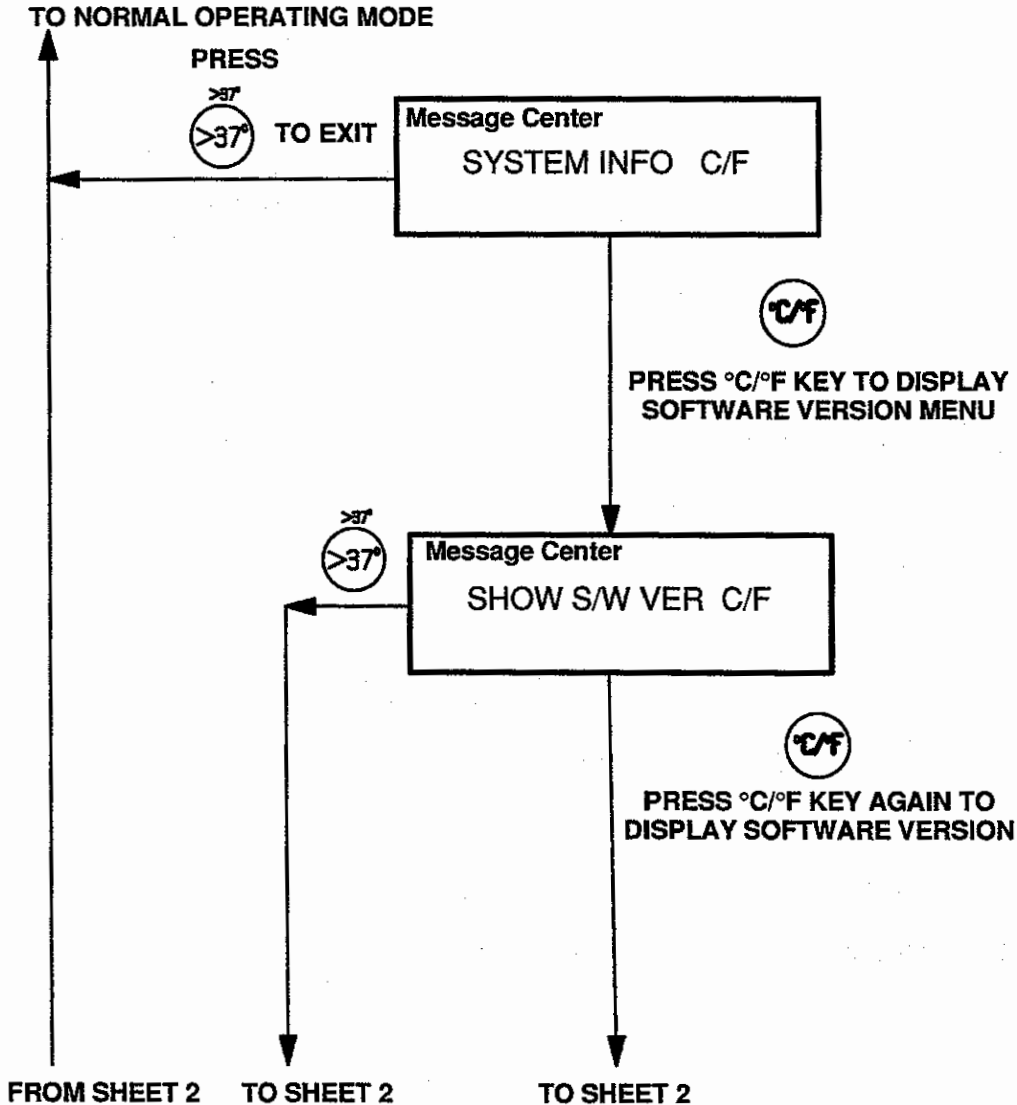 TO NORMAL OPERATING MODE
PRESS
>37°
>37°
TO EXIT
Message Center
SYSTEM INFO C/F
°C/°F
PRESS °C/°F KEY TO DISPLAY
SOFTWARE VERSION MENU
>37°
>37°
Message Center
SHOW S/W VER C/F
°C/°F
PRESS °C/°F KEY AGAIN TO
DISPLAY SOFTWARE VERSION
FROM SHEET 2
TO SHEET 2
TO SHEET 2